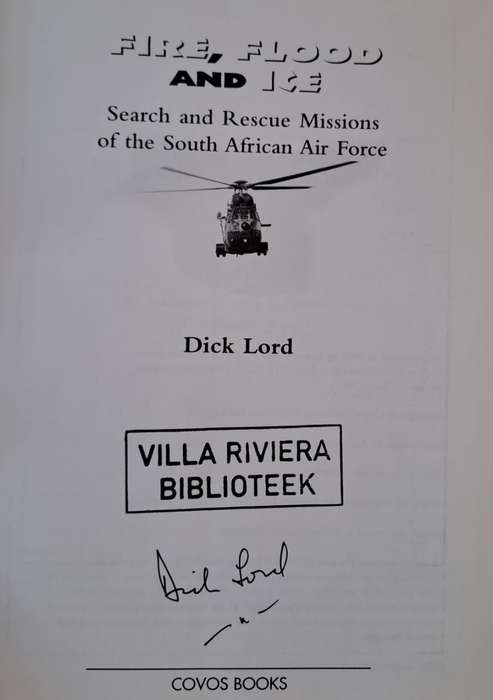 FIRE, FLOOD
AND ICE
Search and Rescue Missions
of the South African Air Force
Dick Lord
VILLA RIVIERA
BIBLIOTEEK
Dick Lord
COVOS BOOKS